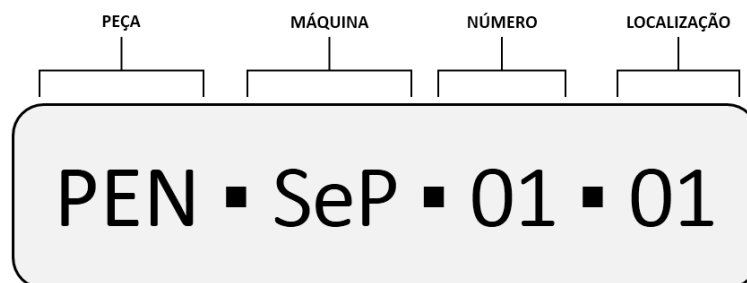 PEÇA MÁQUINA NÚMERO LOCALIZAÇÃO
PEN ▪ SeP ▪ 01 ▪ 01